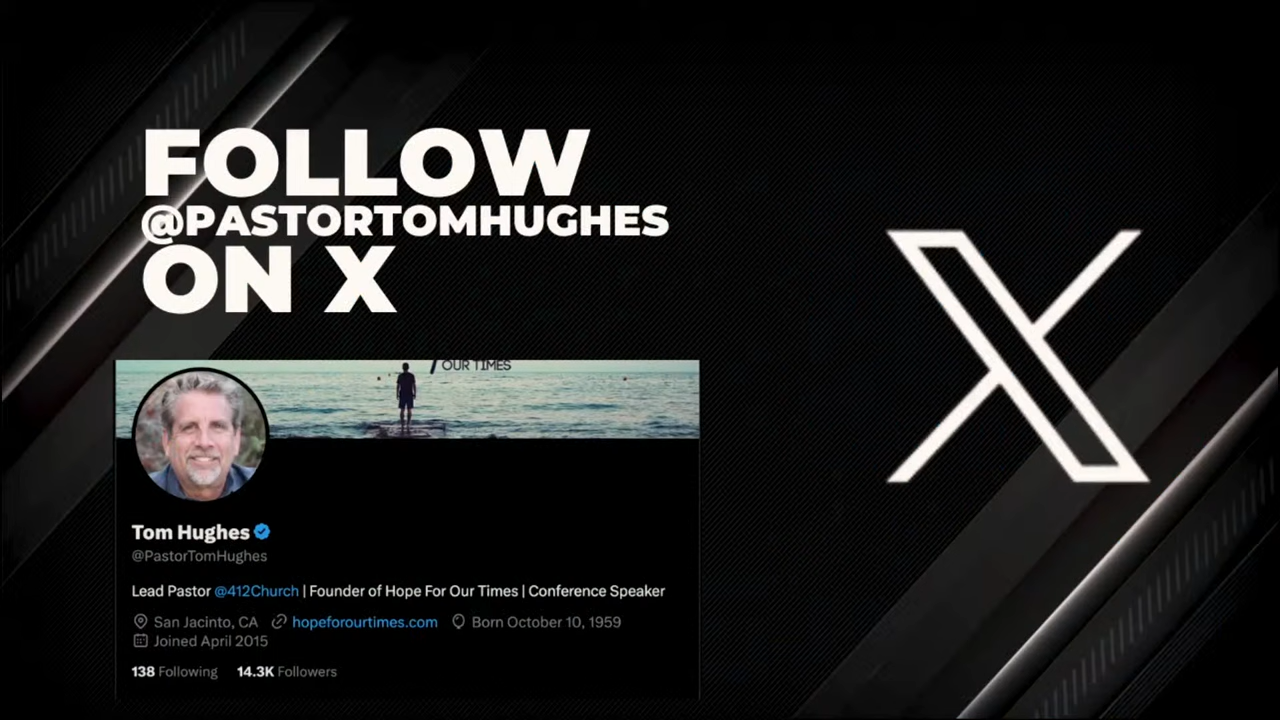 FOLLOW
@PASTORTOMHUGHES
ON X
OUR TIMES
Tom Hughes
@PastorTomHughes
Lead Pastor @412Church | Founder of Hope For Our Times | Conference Speaker
San Jacinto, CA hopeforourtimes.com Born October 10, 1959
Joined April 2015
138 Following 14.3K Followers